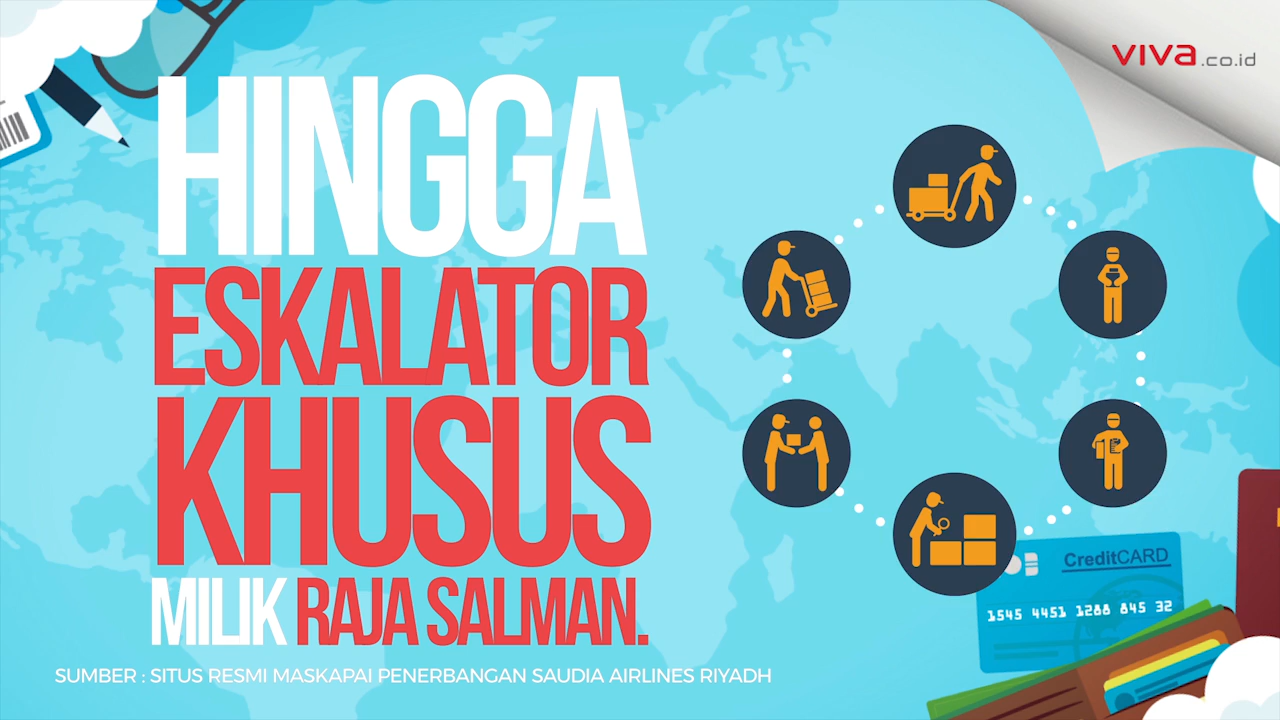 viva.co.id
HINGGA
ESKALATOR
KHUSUS
MILIK RAJA SALMAN.
CreditCARD
1545 4451 1288 845 32
SUMBER : SITUS RESMI MASKAPAI PENERBANGAN SAUDIA AIRLINES RIYADH